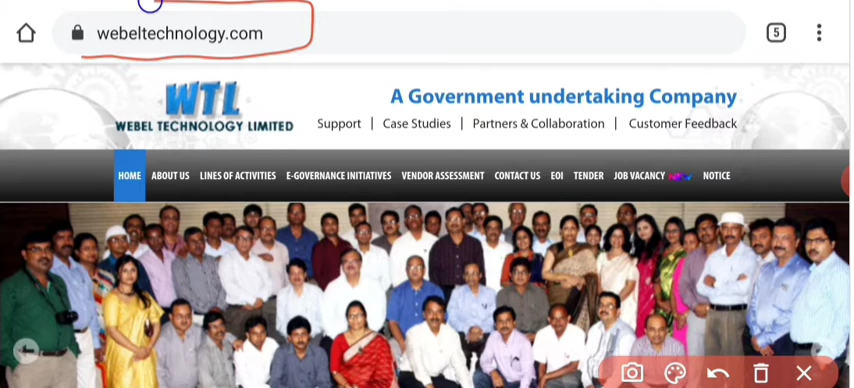 webeltechnology.com
5
WTL
WEBEL TECHNOLOGY LIMITED
A Government undertaking Company
Support | Case Studies | Partners & Collaboration | Customer Feedback
HOME ABOUT US LINES OF ACTIVITIES E-GOVERNANCE INITIATIVES VENDOR ASSESSMENT CONTACT US EOI TENDER JOB VACANCY NOTICE